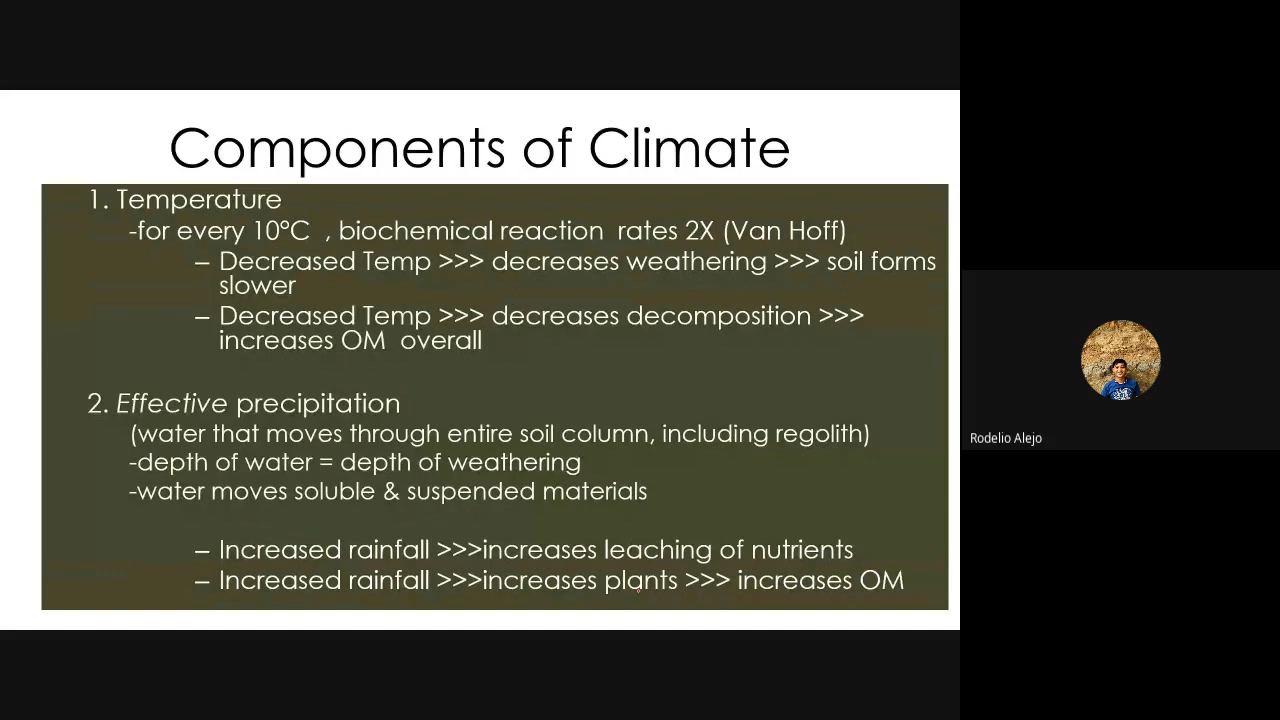 Components of Climate
1. Temperature
-for every 10°C , biochemical reaction rates 2X (Van Hoff)
– Decreased Temp >>> decreases weathering >>> soil forms
slower
– Decreased Temp >>> decreases decomposition >>>
increases OM overall
2. Effective precipitation
(water that moves through entire soil column, including regolith)
-depth of water = depth of weathering
-water moves soluble & suspended materials
– Increased rainfall >>>increases leaching of nutrients
– Increased rainfall >>>increases plants >>> increases OM
Rodelio Alejo